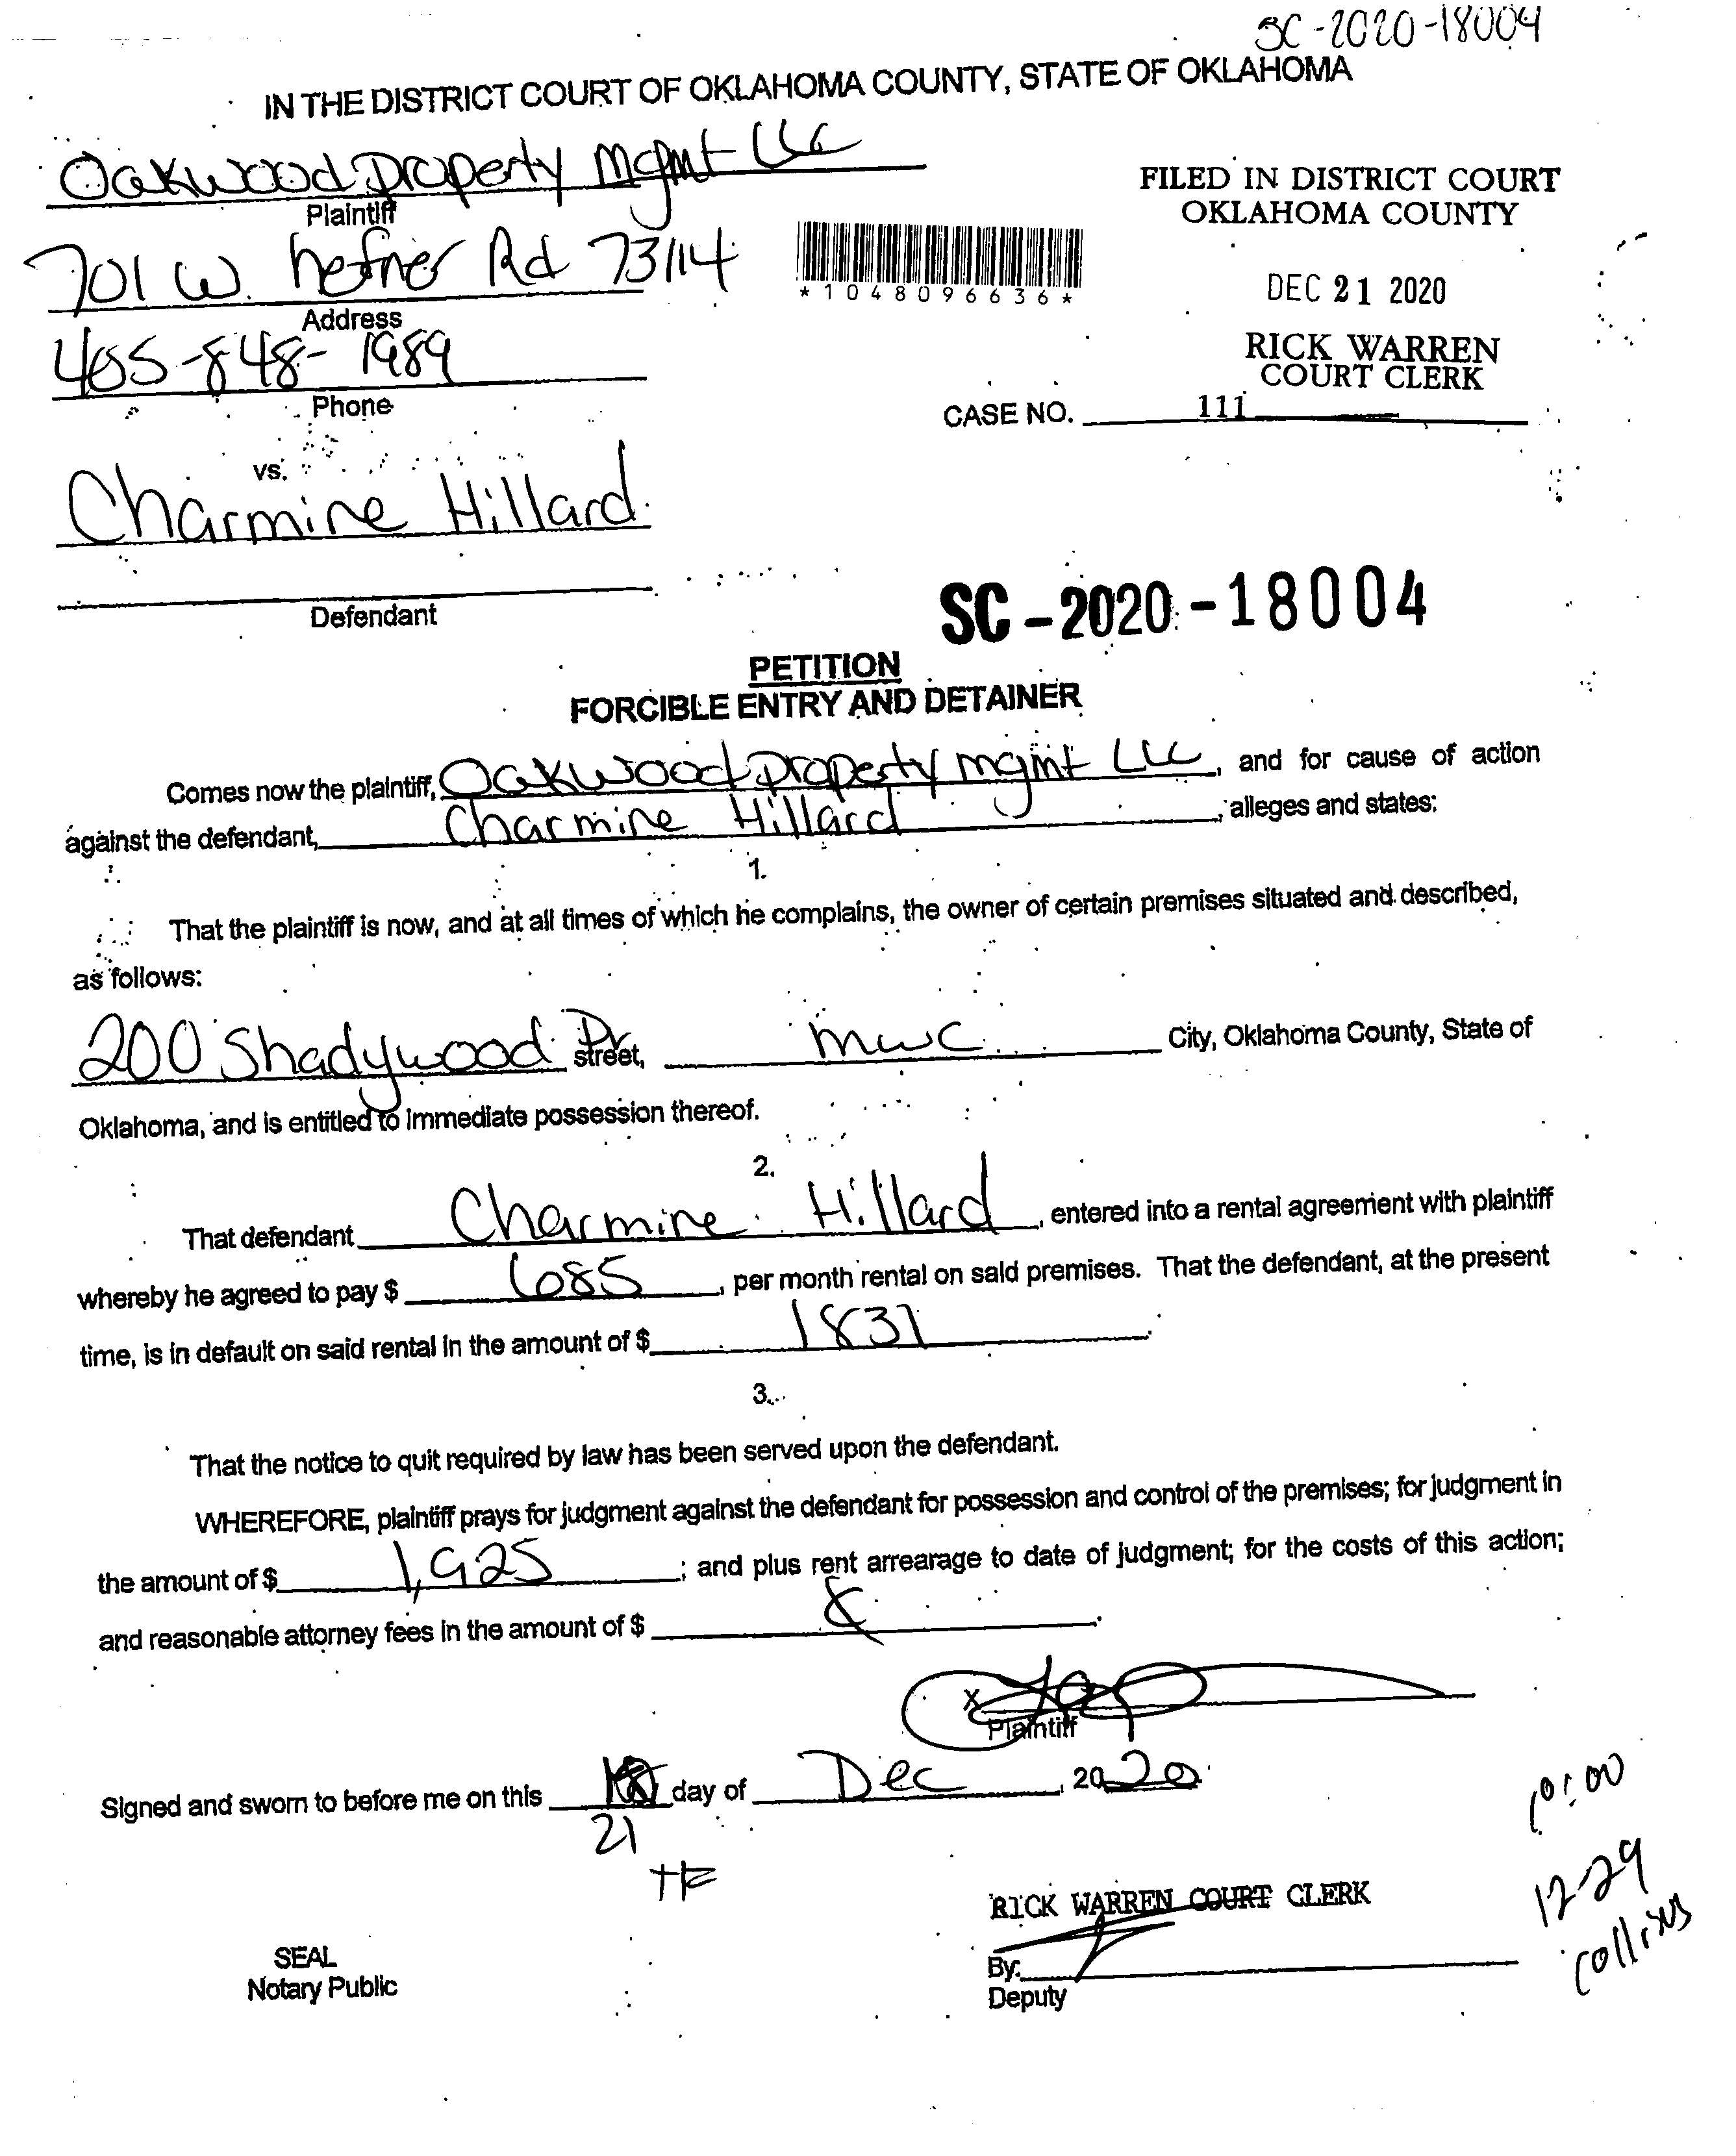 SC-2020-18004
IN THE DISTRICT COURT OF OKLAHOMA COUNTY, STATE OF OKLAHOMA
Oakwood Property Mgmt LLC
Plaintiff
FILED IN DISTRICT COURT
OKLAHOMA COUNTY
701 W. hefner Rd 73114
Address
*1048096636*
DEC 21 2020
405-848-1989
Phone
RICK WARREN
COURT CLERK
CASE NO. 111
vs.
Charmine Hillard
Defendant
SC-2020-18004
PETITION
FORCIBLE ENTRY AND DETAINER
Comes now the plaintiff, Oakwood Property mgmt LLC, and for cause of action
against the defendant, Charmine Hillard, alleges and states:
1.
That the plaintiff is now, and at all times of which he complains, the owner of certain premises situated and described,
as follows:
200 Shadywood Dr street, mwc City, Oklahoma County, State of
Oklahoma, and is entitled to immediate possession thereof.
2.
That defendant Charmine Hillard, entered into a rental agreement with plaintiff
whereby he agreed to pay $ 685, per month rental on said premises. That the defendant, at the present
time, is in default on said rental in the amount of $ 1837.
3.
That the notice to quit required by law has been served upon the defendant.
WHEREFORE, plaintiff prays for judgment against the defendant for possession and control of the premises; for judgment in
the amount of $ 1,925; and plus rent arrearage to date of judgment; for the costs of this action;
and reasonable attorney fees in the amount of $
X
Plaintiff
Signed and sworn to before me on this day of Dec, 2020
21
TR
10:00
12-29
Collins
RICK WARREN COURT CLERK
SEAL
Notary Public
By:
Deputy